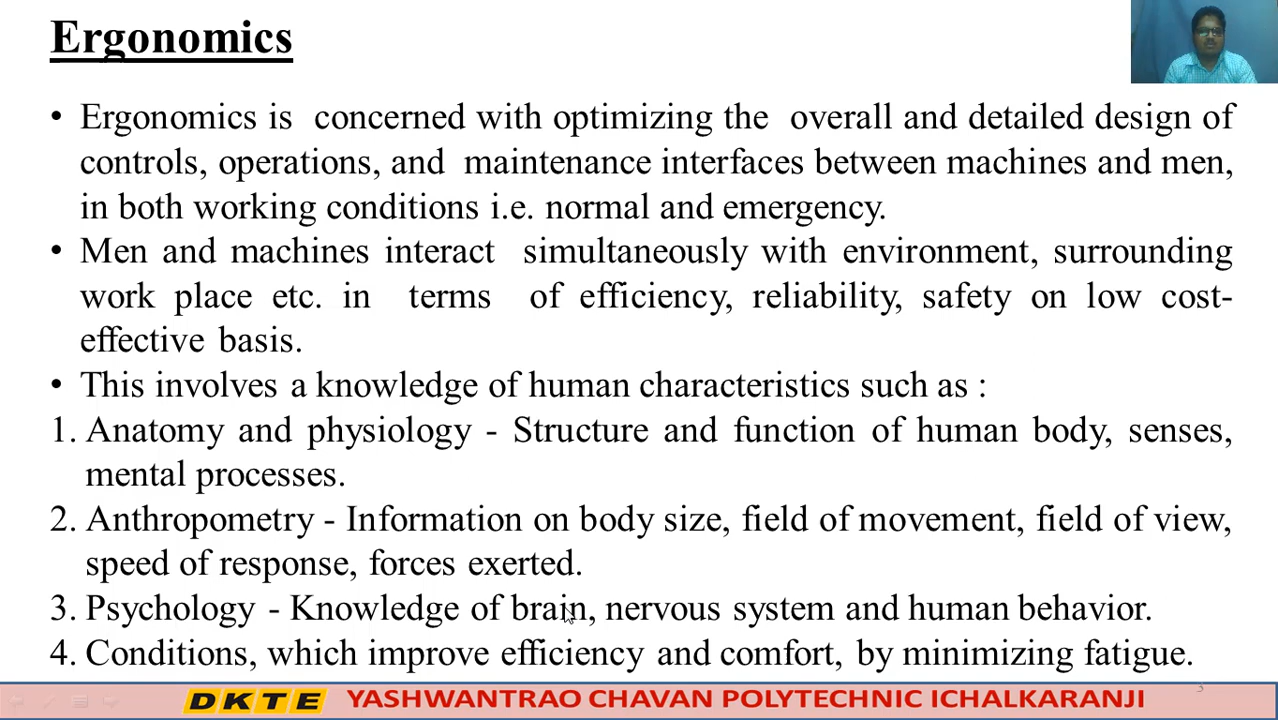 Ergonomics
• Ergonomics is concerned with optimizing the overall and detailed design of
controls, operations, and maintenance interfaces between machines and men,
in both working conditions i.e. normal and emergency.
• Men and machines interact simultaneously with environment, surrounding
work place etc. in terms of efficiency, reliability, safety on low cost-
effective basis.
• This involves a knowledge of human characteristics such as :
1. Anatomy and physiology - Structure and function of human body, senses,
mental processes.
2. Anthropometry - Information on body size, field of movement, field of view,
speed of response, forces exerted.
3. Psychology - Knowledge of brain, nervous system and human behavior.
4. Conditions, which improve efficiency and comfort, by minimizing fatigue.
3
DKTE YASHWANTRAO CHAVAN POLYTECHNIC ICHALKARANJI